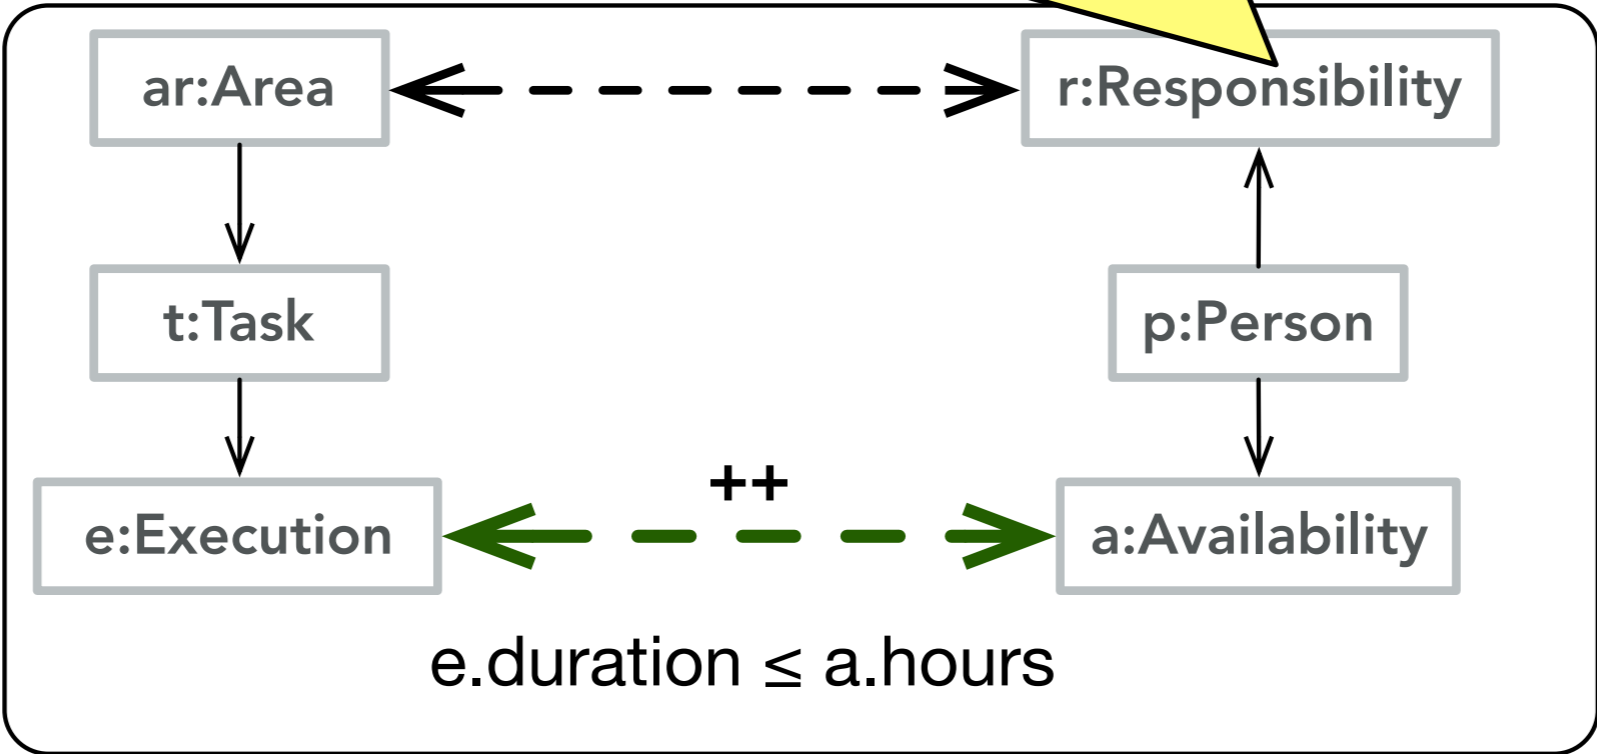 ar:Area
r:Responsibility
t:Task
p:Person
++
e:Execution
a:Availability
e.duration ≤ a.hours